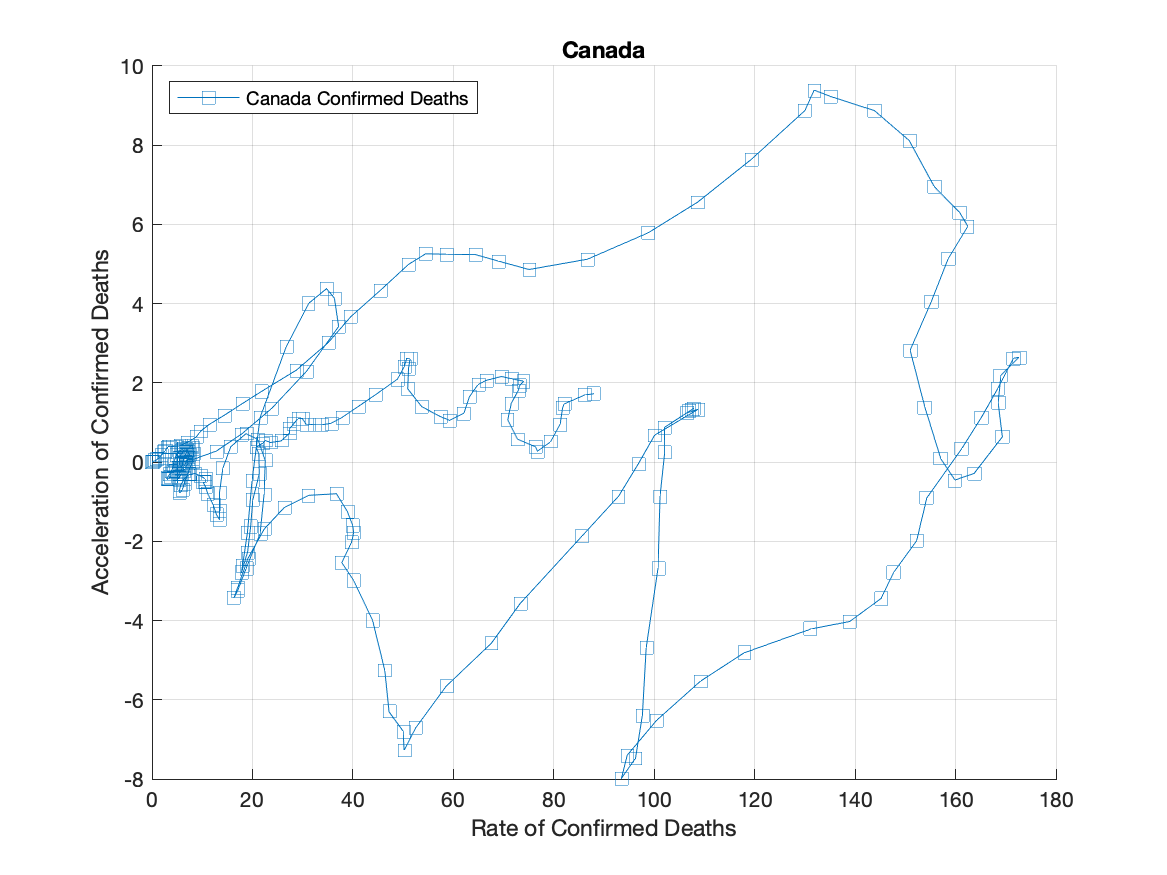 Canada
Canada Confirmed Deaths
Acceleration of Confirmed Deaths
10
8
6
4
2
0
-2
-4
-6
-8
0 20 40 60 80 100 120 140 160 180
Rate of Confirmed Deaths